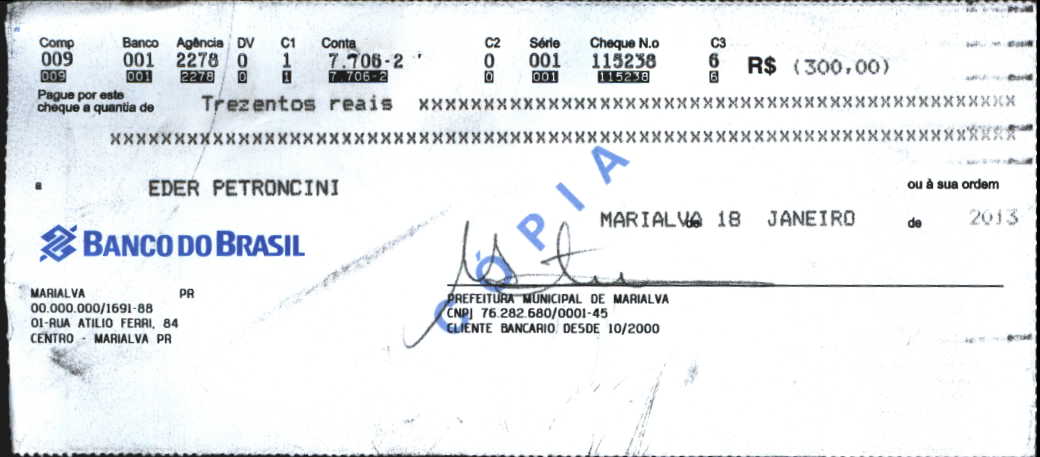 Comp Banco Agência DV C1 Conta C2 Série Cheque N.o C3
009 001 2278 0 1 7.706-2 0 001 115238 6 R$ (300,00)
009 001 2278 0 1 7.706-2 0 001 115238 6
Pague por este
cheque a quantia de Trezentos reais xxxxxxxxxxxxxxxxxxxxxxxxxxxxxxxxxxxxxxxxxxxxxxxxxxxxxx
xxxxxxxxxxxxxxxxxxxxxxxxxxxxxxxxxxxxxxxxxxxxxxxxxxxxxxxxxxxxxxxxxxxxxxxxxxxxxxxx
a EDER PETRONCINI ou à sua ordem
MARIALVA de 18 JANEIRO de 2013
BANCO DO BRASIL
CÓPIA
MARIALVA PR
00.000.000/1691-88
01-RUA ATILIO FERRI, 84
CENTRO - MARIALVA PR
PREFEITURA MUNICIPAL DE MARIALVA
CNPJ 76.282.680/0001-45
CLIENTE BANCARIO DESDE 10/2000